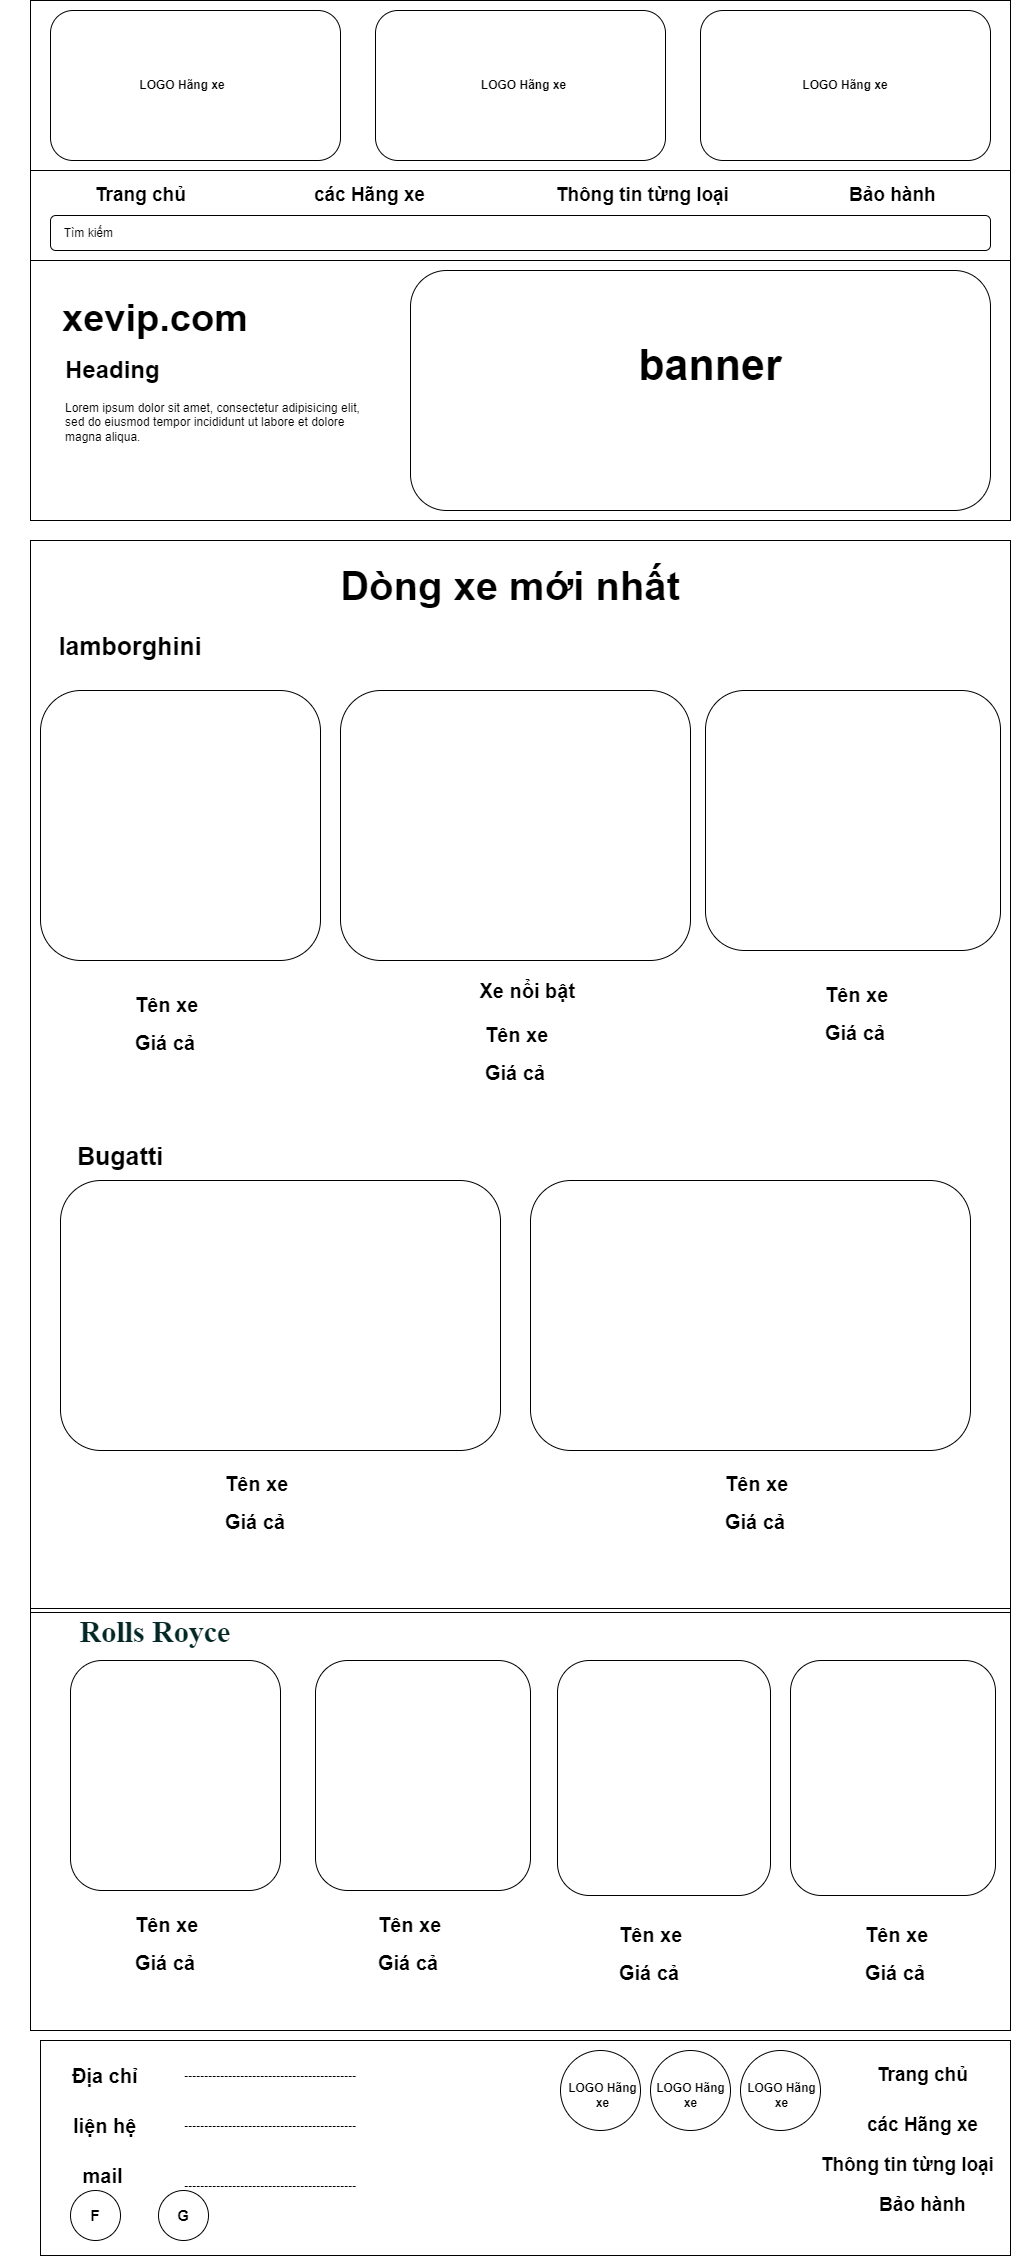 LOGO Hãng xe
LOGO Hãng xe
LOGO Hãng xe
Trang chủ
các Hãng xe
Thông tin từng loại
Bảo hành
Tìm kiếm
xevip.com
Heading
Lorem ipsum dolor sit amet, consectetur adipisicing elit,
sed do eiusmod tempor incididunt ut labore et dolore
magna aliqua.
banner
Dòng xe mới nhất
lamborghini
Tên xe
Giá cả
Xe nổi bật
Tên xe
Giá cả
Tên xe
Giá cả
Bugatti
Tên xe
Giá cả
Tên xe
Giá cả
Rolls Royce
Tên xe
Giá cả
Tên xe
Giá cả
Tên xe
Giá cả
Tên xe
Giá cả
Địa chỉ
liện hệ
mail
F
G
LOGO Hãng
xe
LOGO Hãng
xe
LOGO Hãng
xe
Trang chủ
các Hãng xe
Thông tin từng loại
Bảo hành